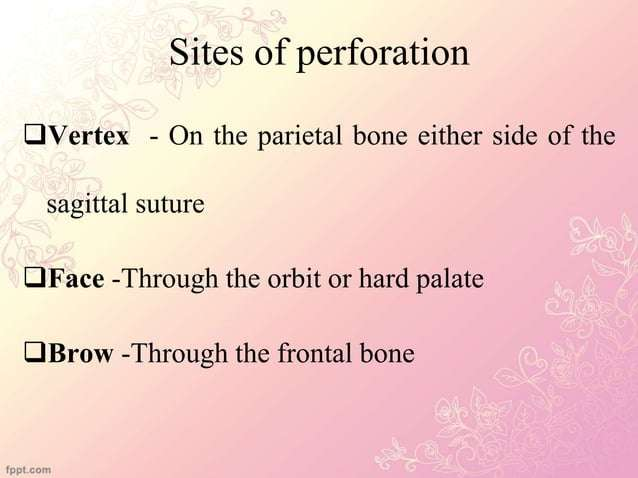 Sites of perforation
❑Vertex - On the parietal bone either side of the
sagittal suture
❑Face -Through the orbit or hard palate
❑Brow -Through the frontal bone
fppt.com